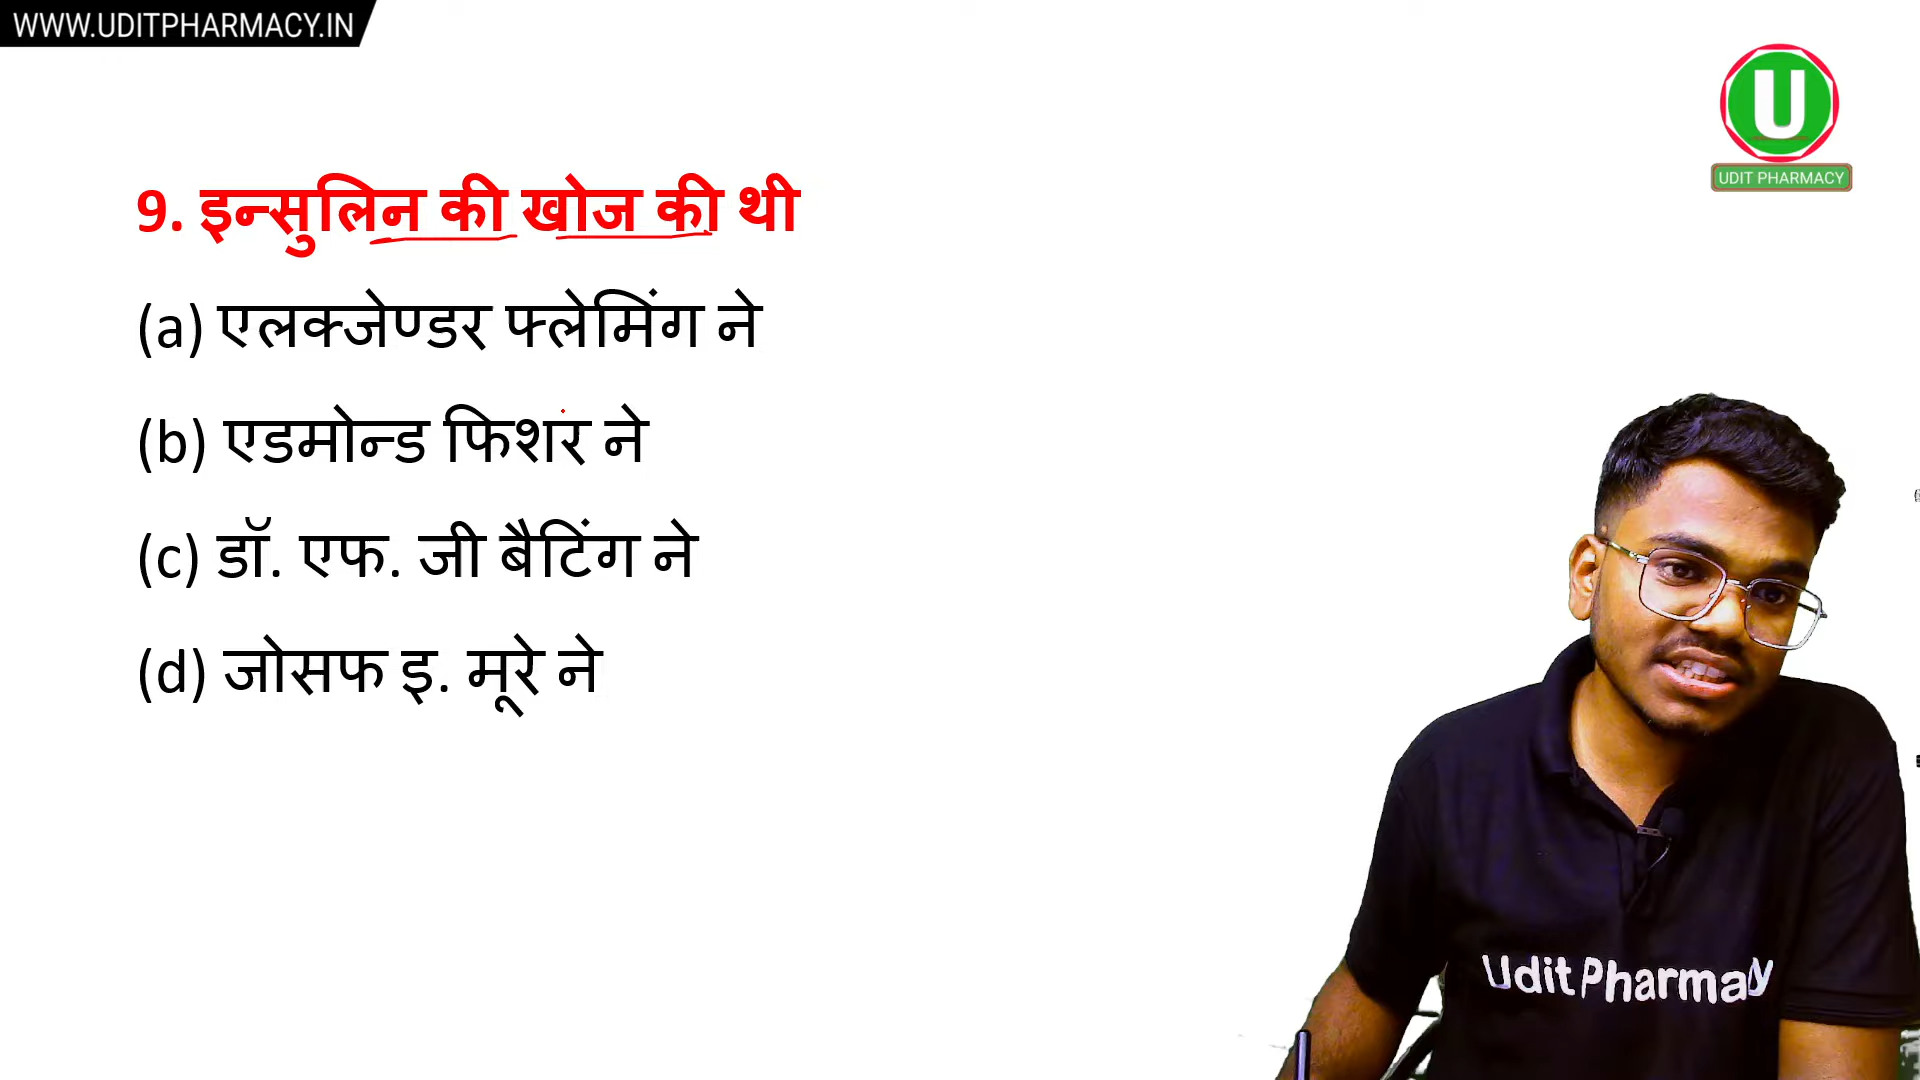 WWW.UDITPHARMACY.IN
U
UDIT PHARMACY
9. इन्सुलिन की खोज की थी
(a) एलक्जेण्डर फ्लेमिंग ने
(b) एडमोन्ड फिशर ने
(c) डॉ. एफ. जी बैटिंग ने
(d) जोसफ इ. मूरे ने
Udit Pharmacy